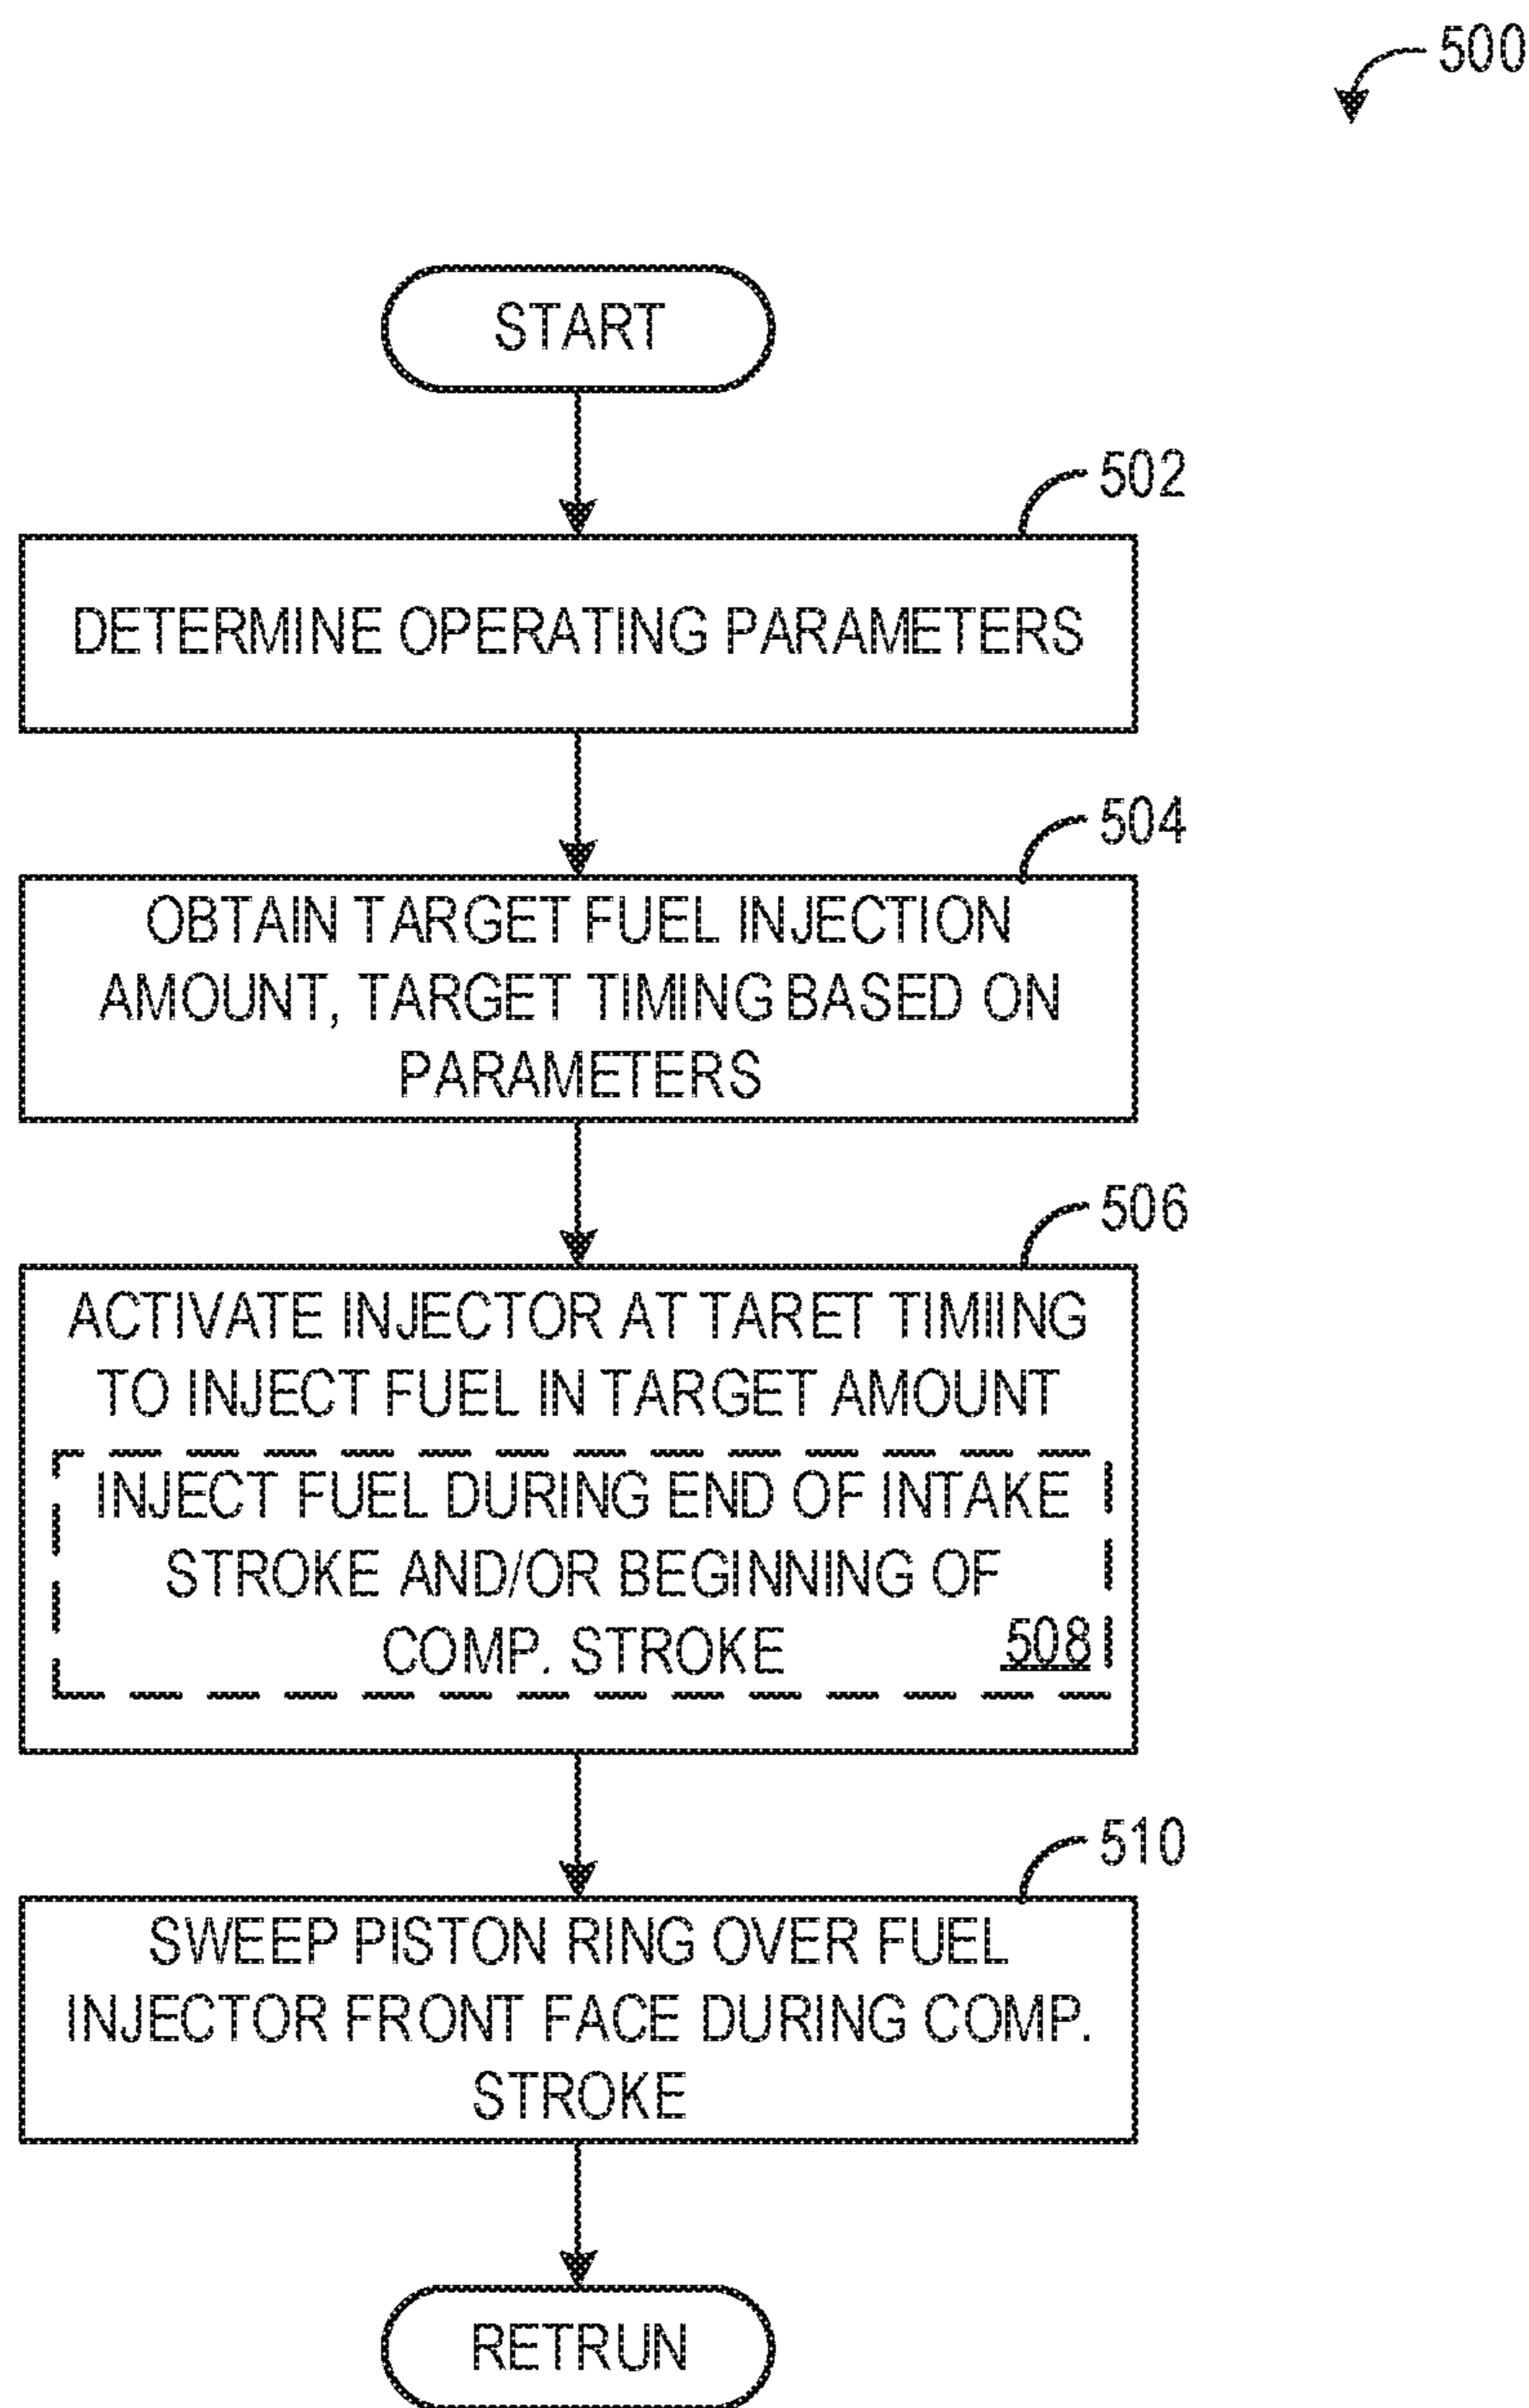 500
START
502
DETERMINE OPERATING PARAMETERS
504
OBTAIN TARGET FUEL INJECTION
AMOUNT, TARGET TIMING BASED ON
PARAMETERS
506
ACTIVATE INJECTOR AT TARET TIMIING
TO INJECT FUEL IN TARGET AMOUNT
INJECT FUEL DURING END OF INTAKE
STROKE AND/OR BEGINNING OF
COMP. STROKE 508
510
SWEEP PISTON RING OVER FUEL
INJECTOR FRONT FACE DURING COMP.
STROKE
RETRUN